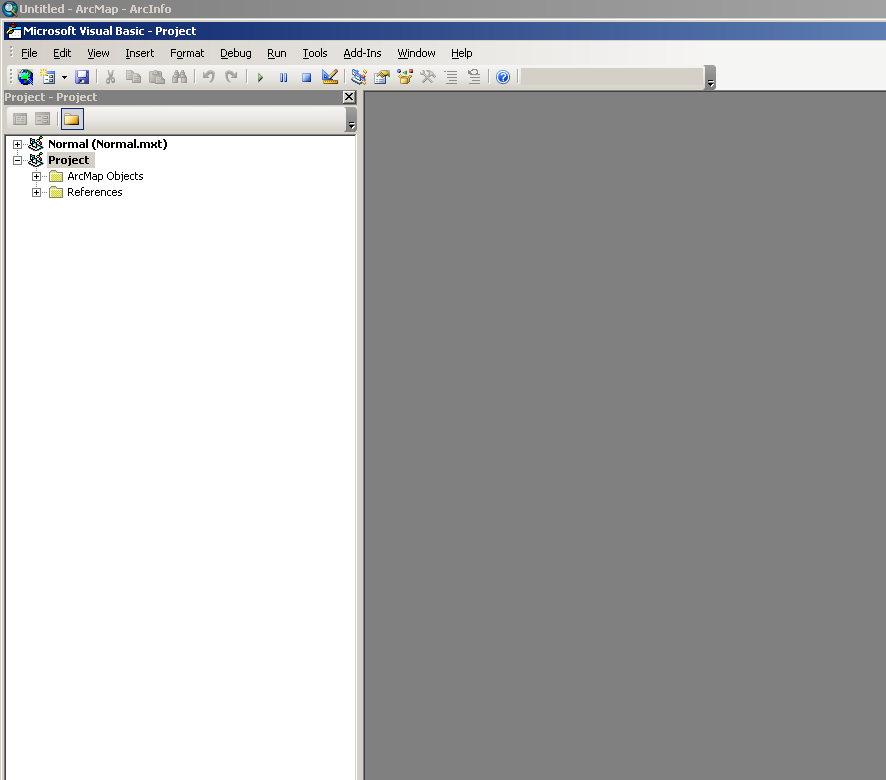 Untitled - ArcMap - ArcInfo
Microsoft Visual Basic - Project
File Edit View Insert Format Debug Run Tools Add-Ins Window Help
Project - Project
Normal (Normal.mxt)
Project
ArcMap Objects
References